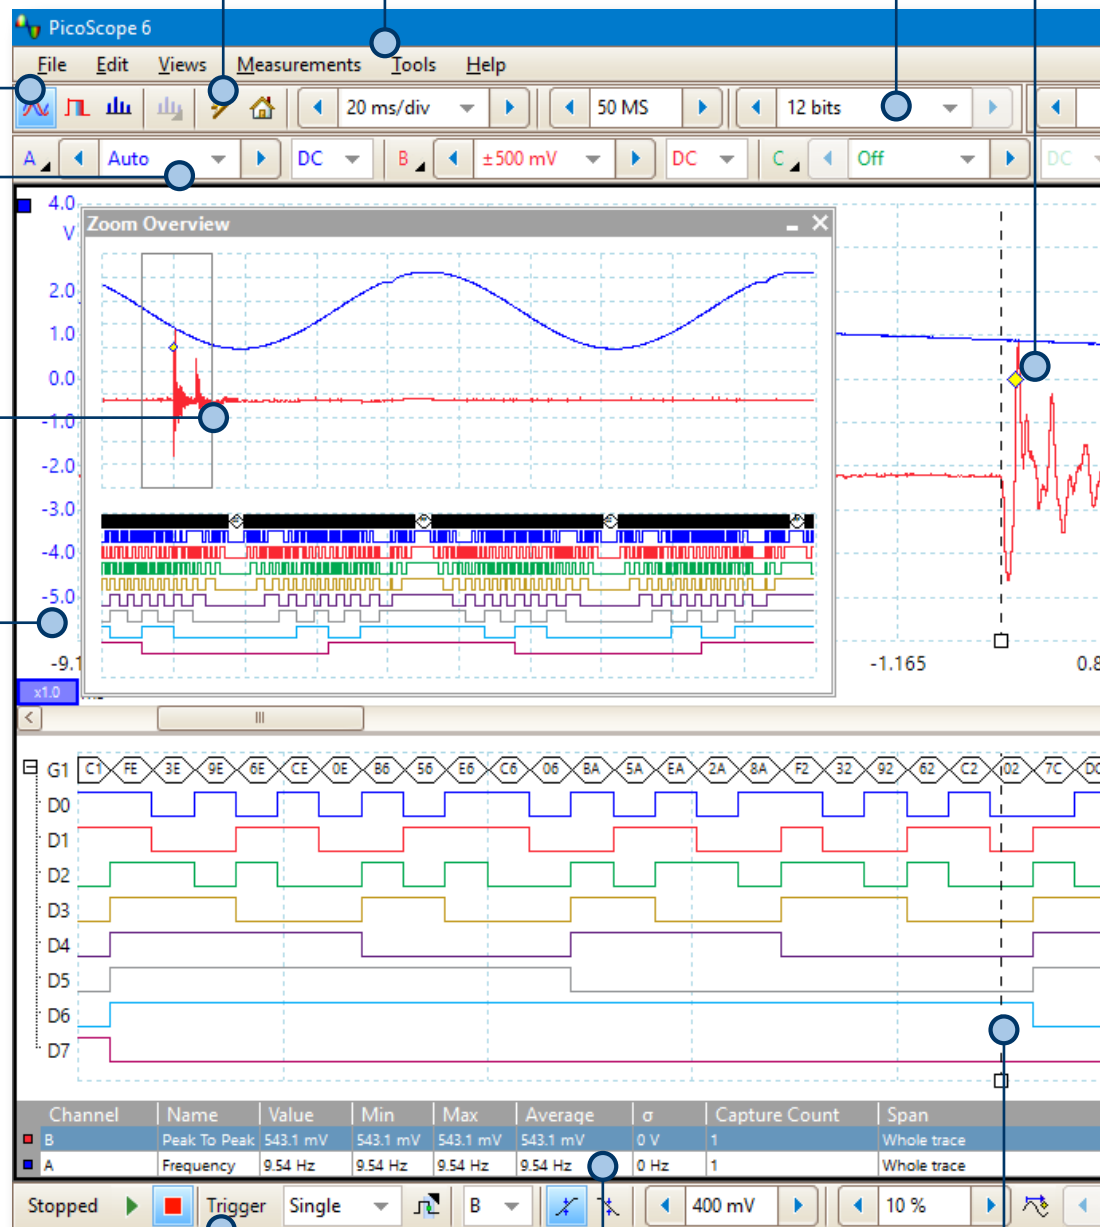 PicoScope 6
File Edit Views Measurements Tools Help
20 ms/div 50 MS 12 bits
A Auto DC B ±500 mV DC C Off DC
4.0
V
Zoom Overview
2.0
1.0
0.0
-1.0
-2.0
-3.0
-4.0
-5.0
-9.1 -1.165 0.8
x1.0
G1 C1 FE 3E 9E 6E CE 0E B6 56 E6 C6 06 BA 5A EA 2A 8A F2 32 92 62 C2 02 7C DC
D0
D1
D2
D3
D4
D5
D6
D7
Channel Name Value Min Max Average σ Capture Count Span
B Peak To Peak 543.1 mV 543.1 mV 543.1 mV 543.1 mV 0 V 1 Whole trace
A Frequency 9.54 Hz 9.54 Hz 9.54 Hz 9.54 Hz 0 Hz 1 Whole trace
Stopped Trigger Single B 400 mV 10 %